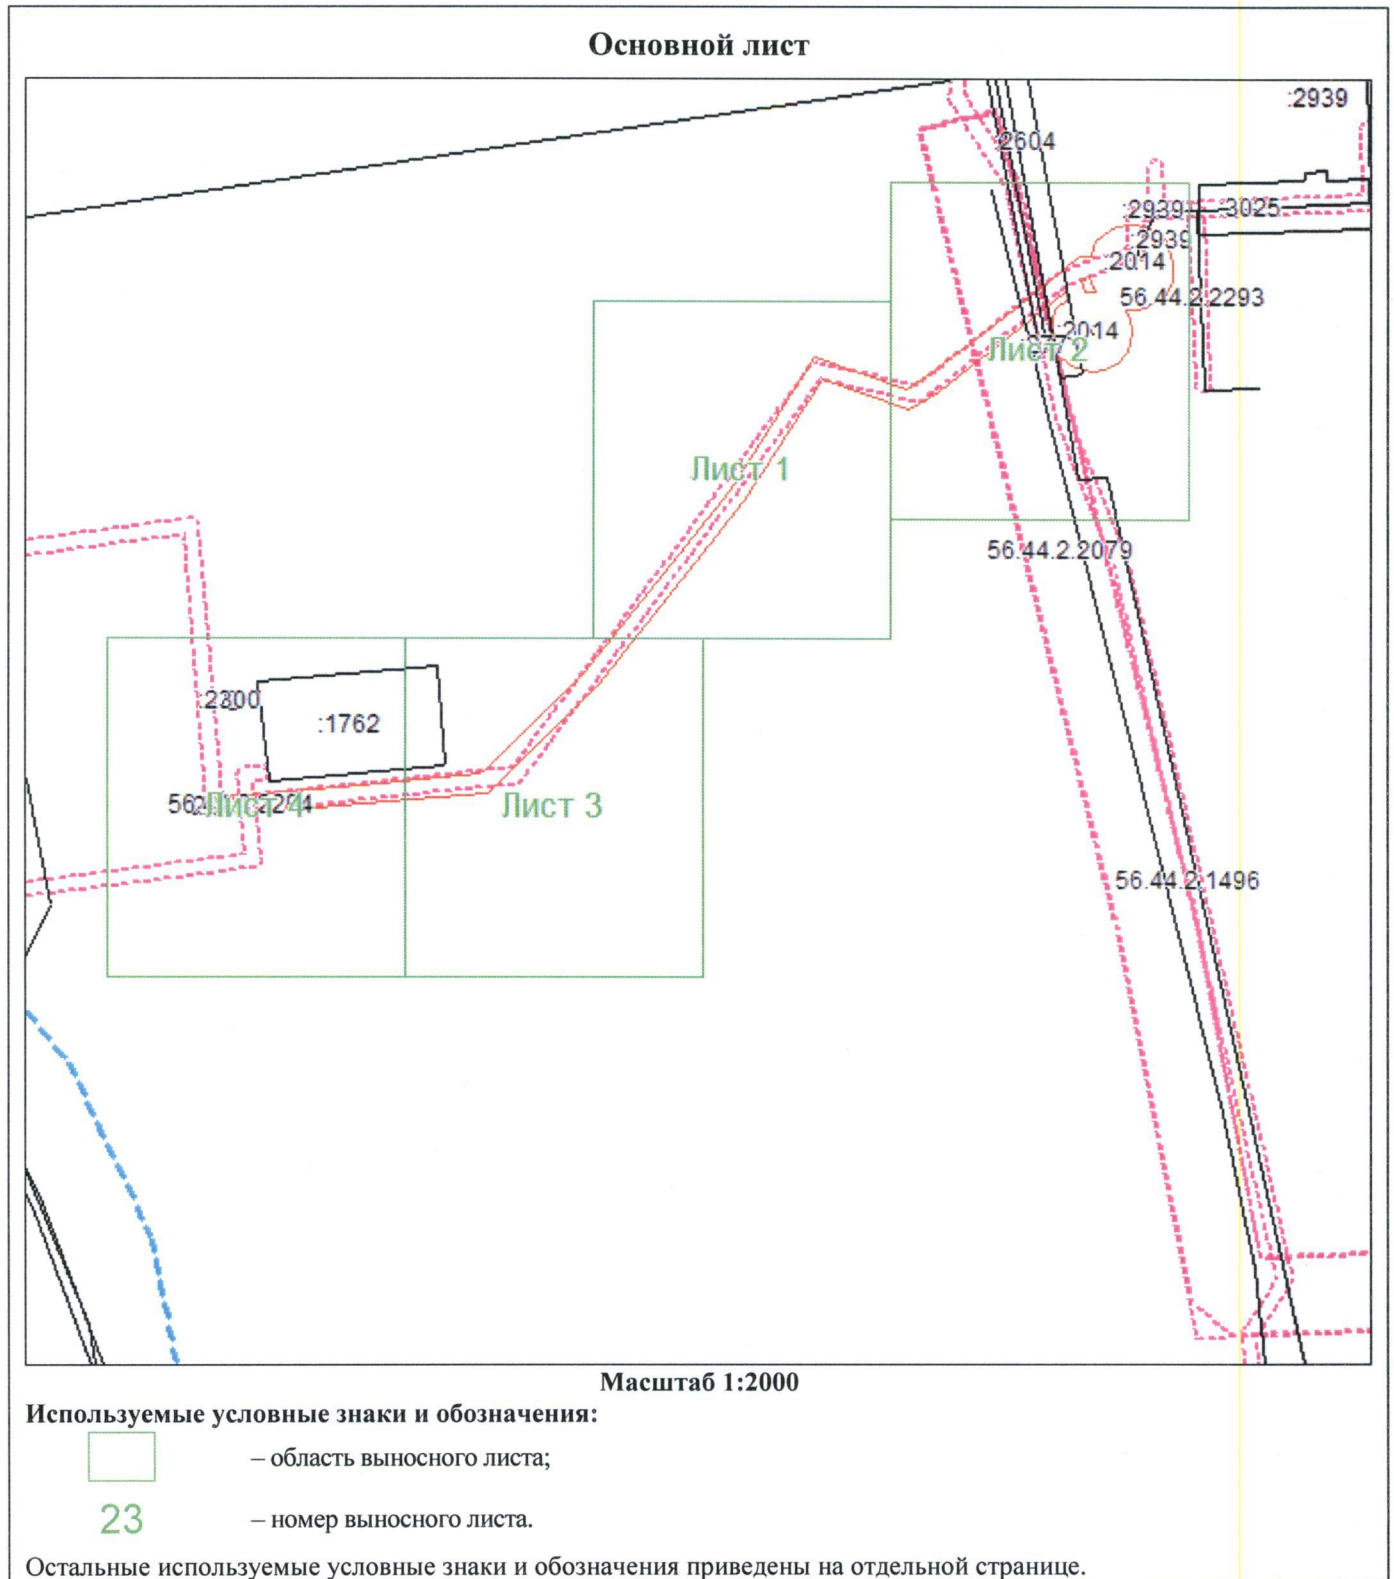 Основной лист
:2939
:2604
:2939
3025
:2939
:2014
56.44.2.2293
:2014
Лист 2
Лист 1
56.44.2.2079
:1762
Лист 4
Лист 3
56.44.2.1496
Масштаб 1:2000
Используемые условные знаки и обозначения:
– область выносного листа;
23
– номер выносного листа.
Остальные используемые условные знаки и обозначения приведены на отдельной странице.